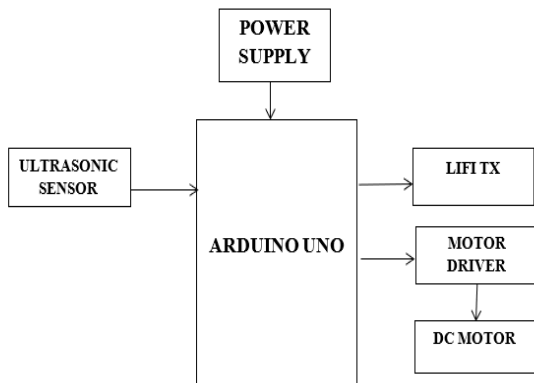 POWER
SUPPLY
ULTRASONIC
SENSOR
ARDUINO UNO
LIFI TX
MOTOR
DRIVER
DC MOTOR